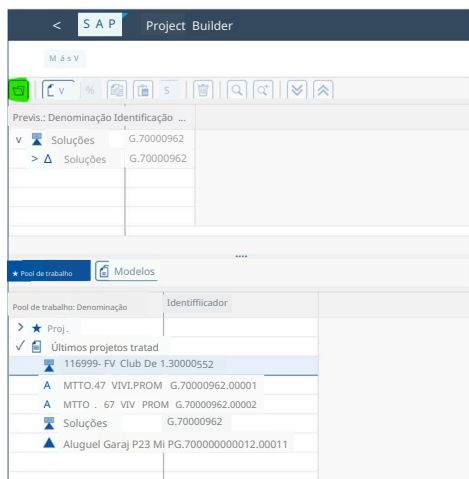 < SAP Project Builder
Más V
v % S
Previs.: Denominação Identificação ...
v Soluções G.70000962
> Δ Soluções G.70000962
★ Pool de trabalho Modelos
Pool de trabalho: Denominação Identifiicador
> ★ Proj.
✓ Últimos projetos tratad
116999- FV Club De 1.30000552
A MTTO.47 VIVI.PROM G.70000962.00001
A MTTO . 67 VIV PROM G.70000962.00002
Soluções G.70000962
Aluguel Garaj P23 Mi PG.700000000012.00011